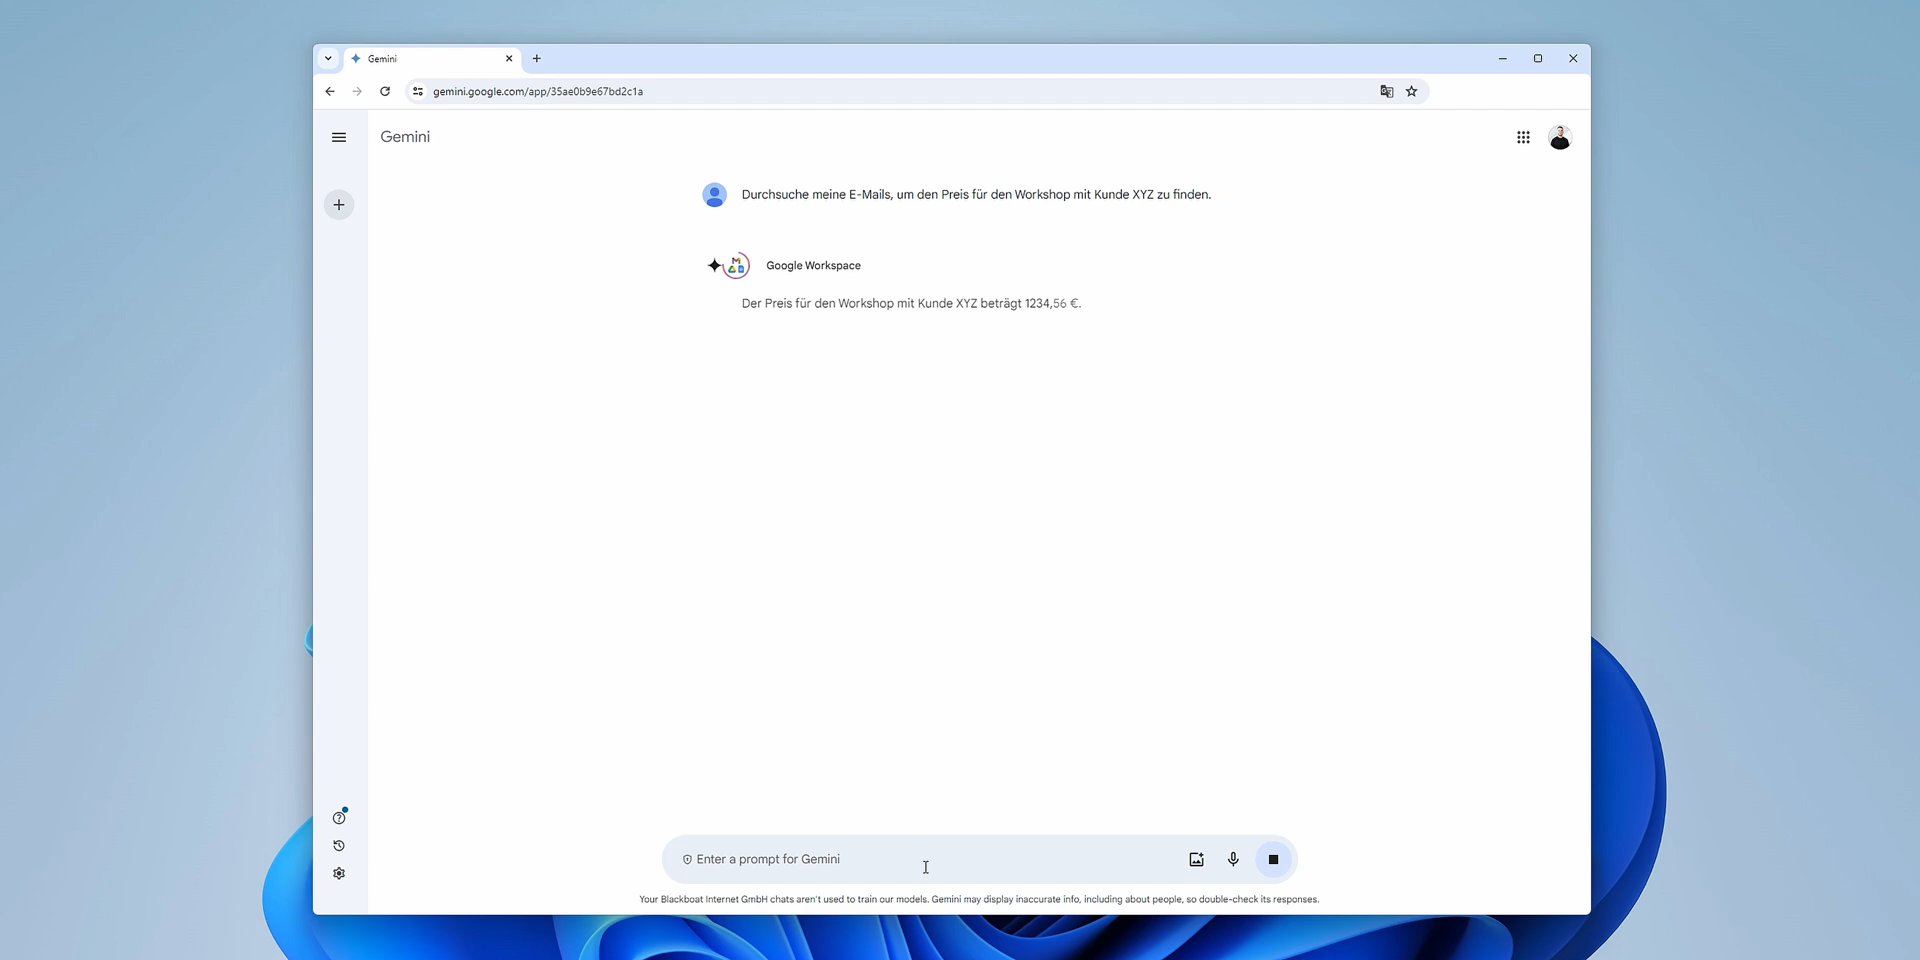 Gemini
gemini.google.com/app/35ae0b9e67bd2c1a
Gemini
Durchsuche meine E-Mails, um den Preis für den Workshop mit Kunde XYZ zu finden.
Google Workspace
Der Preis für den Workshop mit Kunde XYZ beträgt 1234,56 €.
Enter a prompt for Gemini
Your Blackboat Internet GmbH chats aren't used to train our models. Gemini may display inaccurate info, including about people, so double-check its responses.